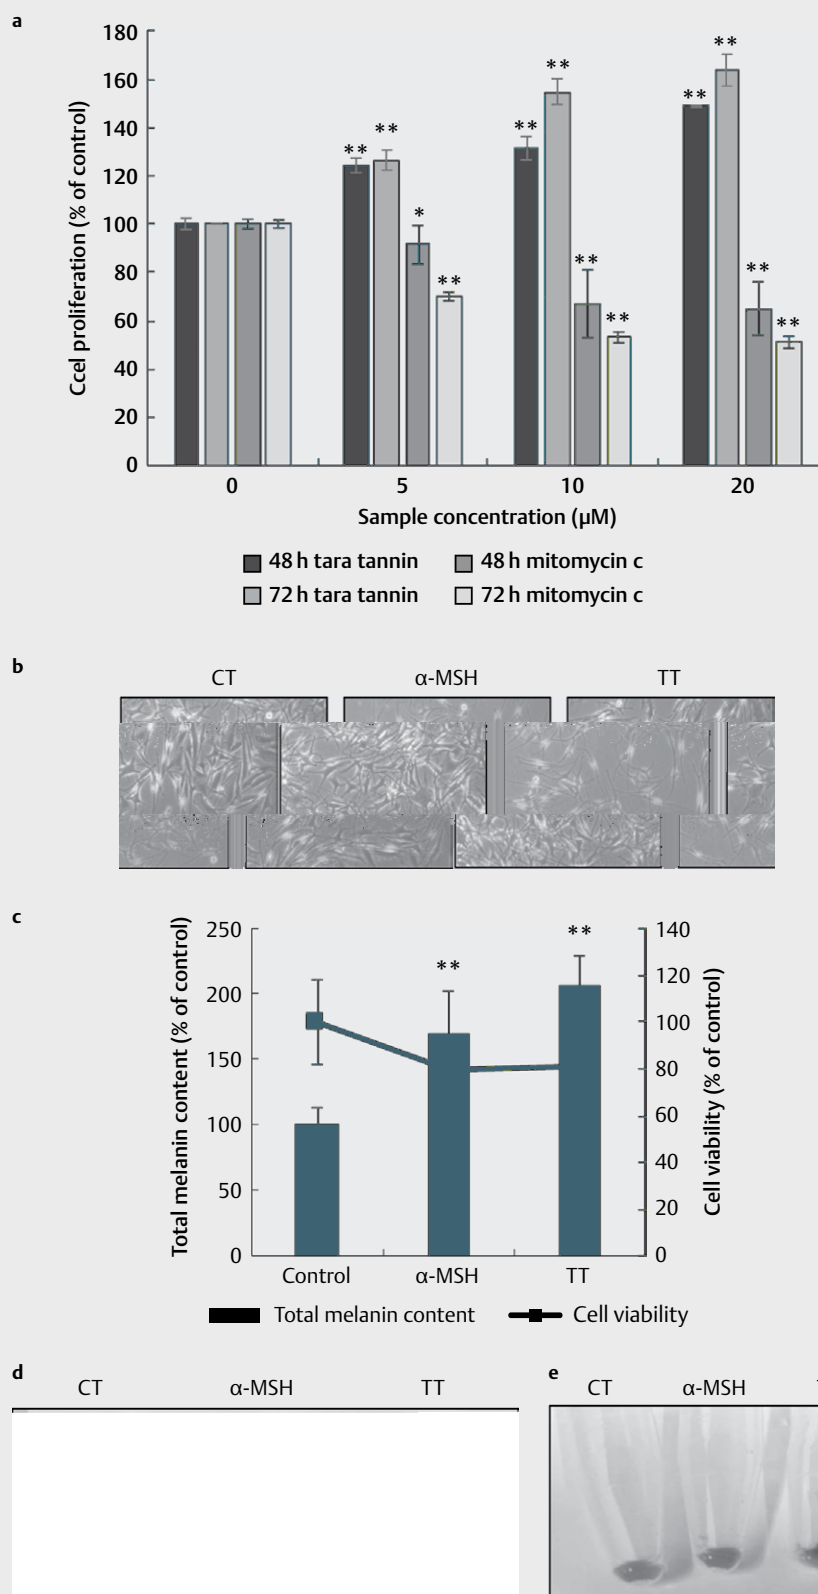 a
180
160
140
120
100
80
60
40
20
0
Ccel proliferation (% of control)
** ** * **
** ** ** **
** ** ** **
0 5 10 20
Sample concentration (µM)
48 h tara tannin 48 h mitomycin c
72 h tara tannin 72 h mitomycin c
b
CT α-MSH TT
c
250
200
150
100
50
0
Total melanin content (% of control)
** **
140
120
100
80
60
40
20
0
Cell viability (% of control)
Control α-MSH TT
Total melanin content Cell viability
d
CT α-MSH TT
e
CT α-MSH